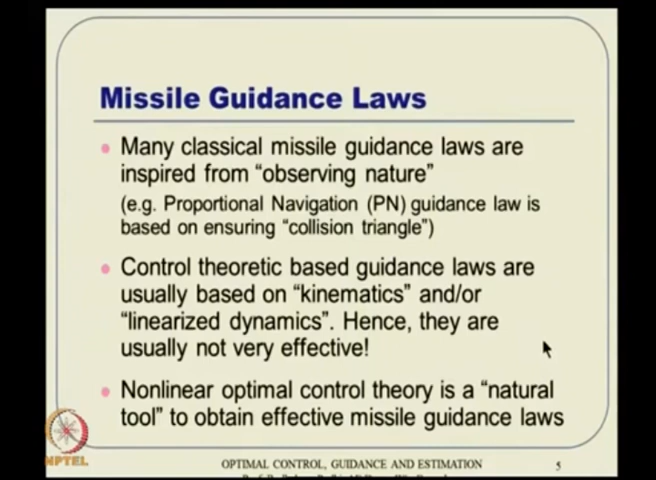 Missile Guidance Laws
Many classical missile guidance laws are
inspired from “observing nature”
(e.g. Proportional Navigation (PN) guidance law is
based on ensuring “collision triangle”)
Control theoretic based guidance laws are
usually based on “kinematics” and/or
“linearized dynamics”. Hence, they are
usually not very effective!
Nonlinear optimal control theory is a “natural
tool” to obtain effective missile guidance laws
NPTEL
OPTIMAL CONTROL, GUIDANCE AND ESTIMATION
5